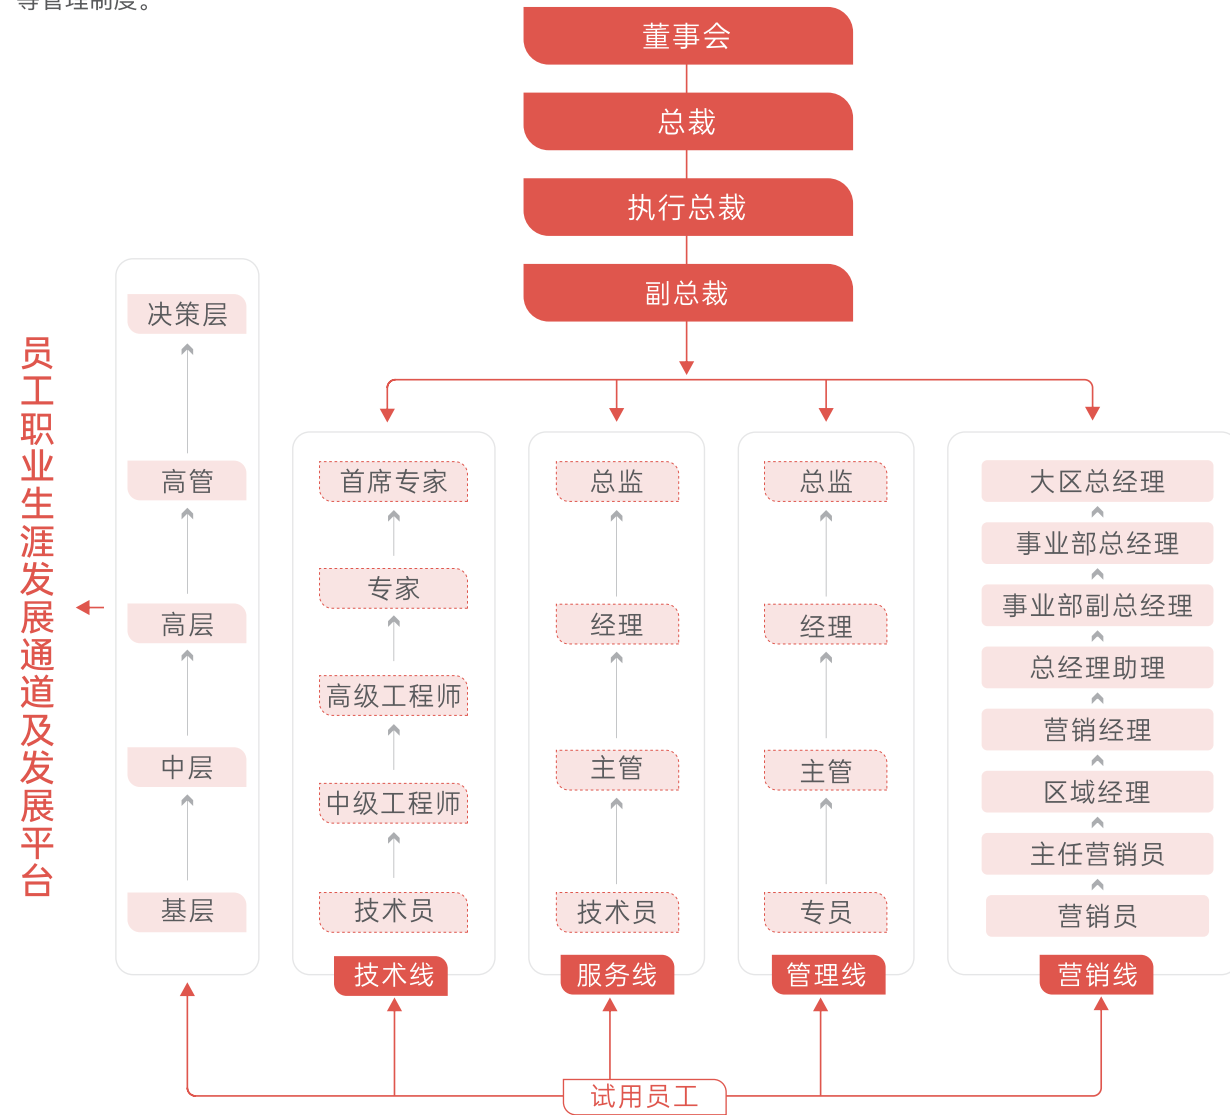 等管理制度。
董事会
总裁
执行总裁
副总裁
员工职业生涯发展通道及发展平台
决策层
高管
高层
中层
基层
首席专家
专家
高级工程师
中级工程师
技术员
技术线
总监
经理
主管
技术员
服务线
总监
经理
主管
专员
管理线
大区总经理
事业部总经理
事业部副总经理
总经理助理
营销经理
区域经理
主任营销员
营销员
营销线
试用员工